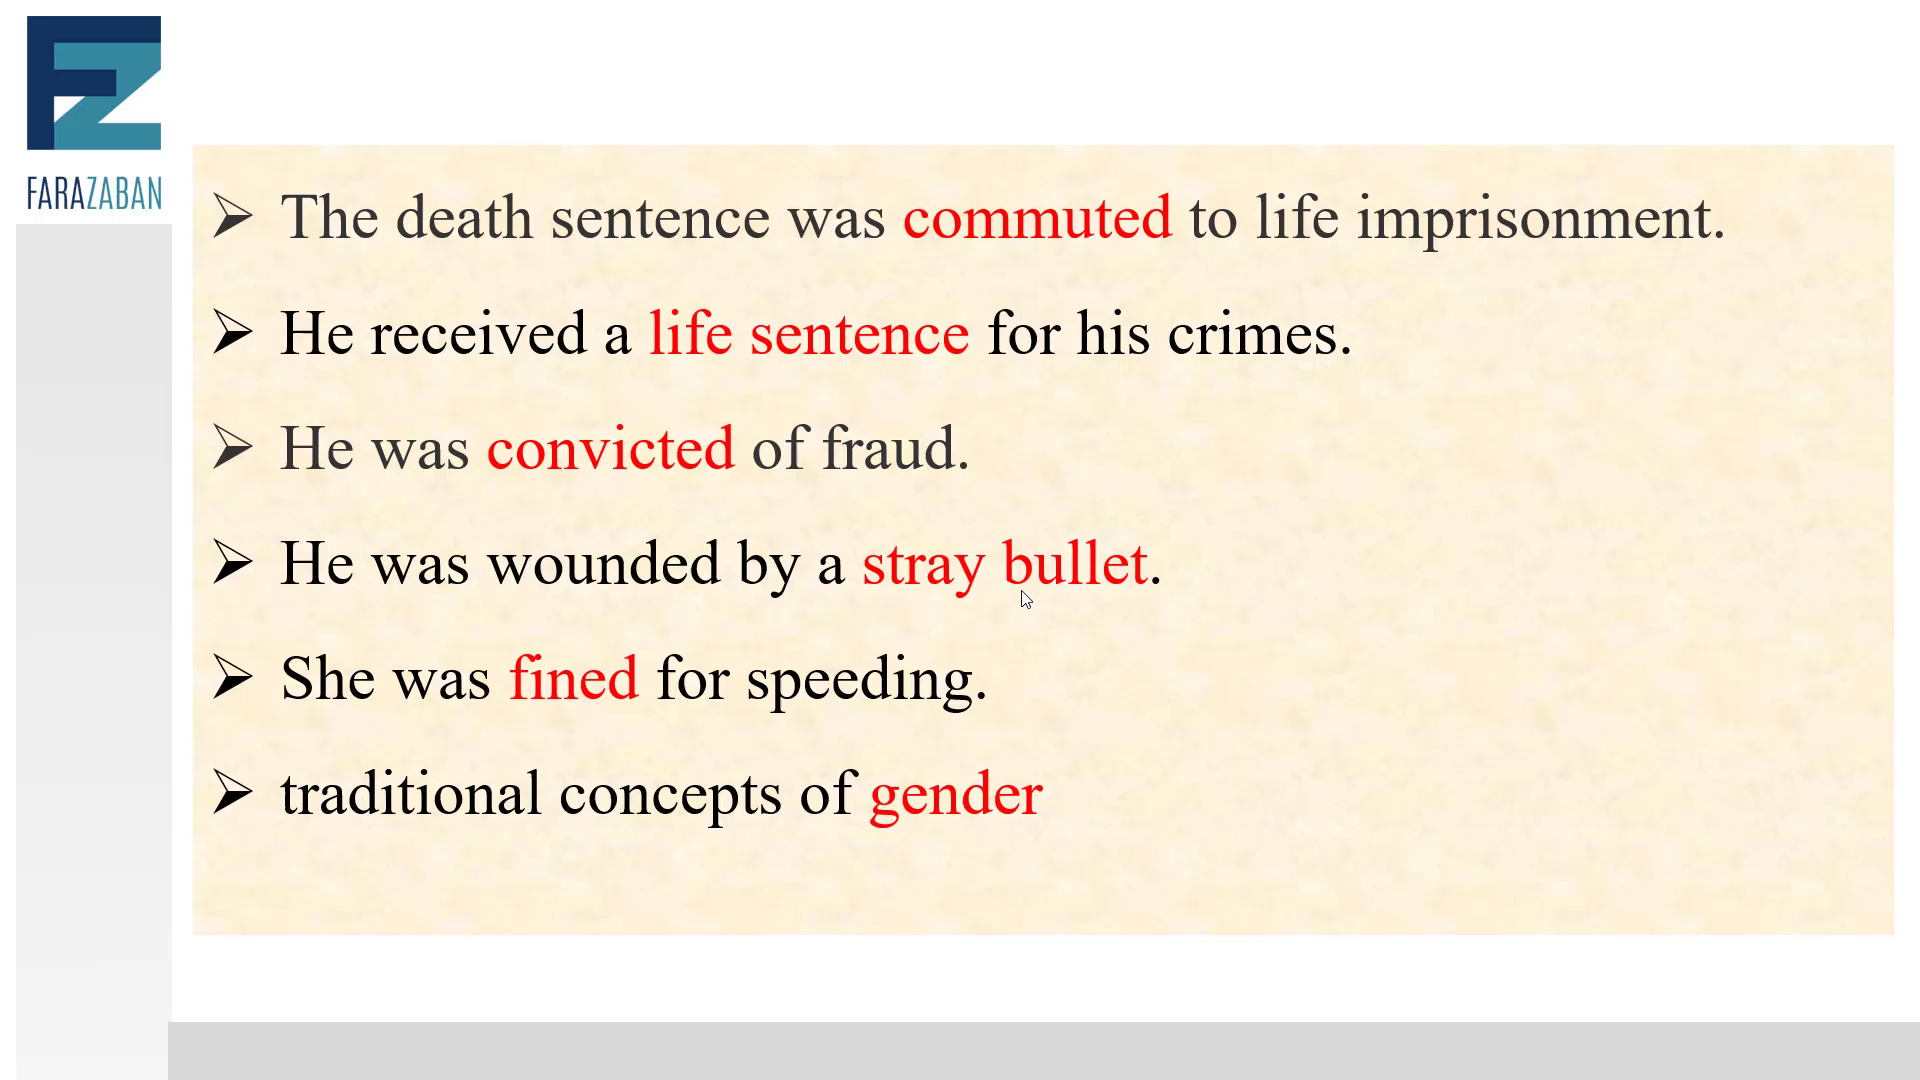 FARAZABAN
The death sentence was commuted to life imprisonment.
He received a life sentence for his crimes.
He was convicted of fraud.
He was wounded by a stray bullet.
She was fined for speeding.
traditional concepts of gender